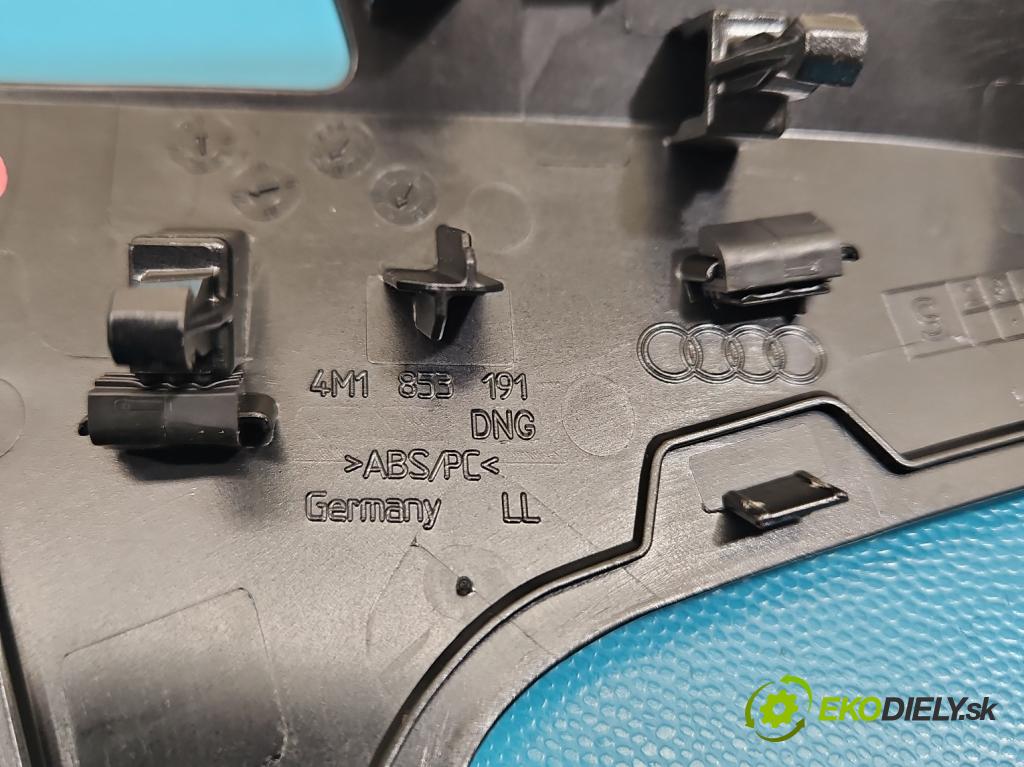 4M1 853 191
DNG
>ABS/PC<
Germany LL
EKODIELY.sk